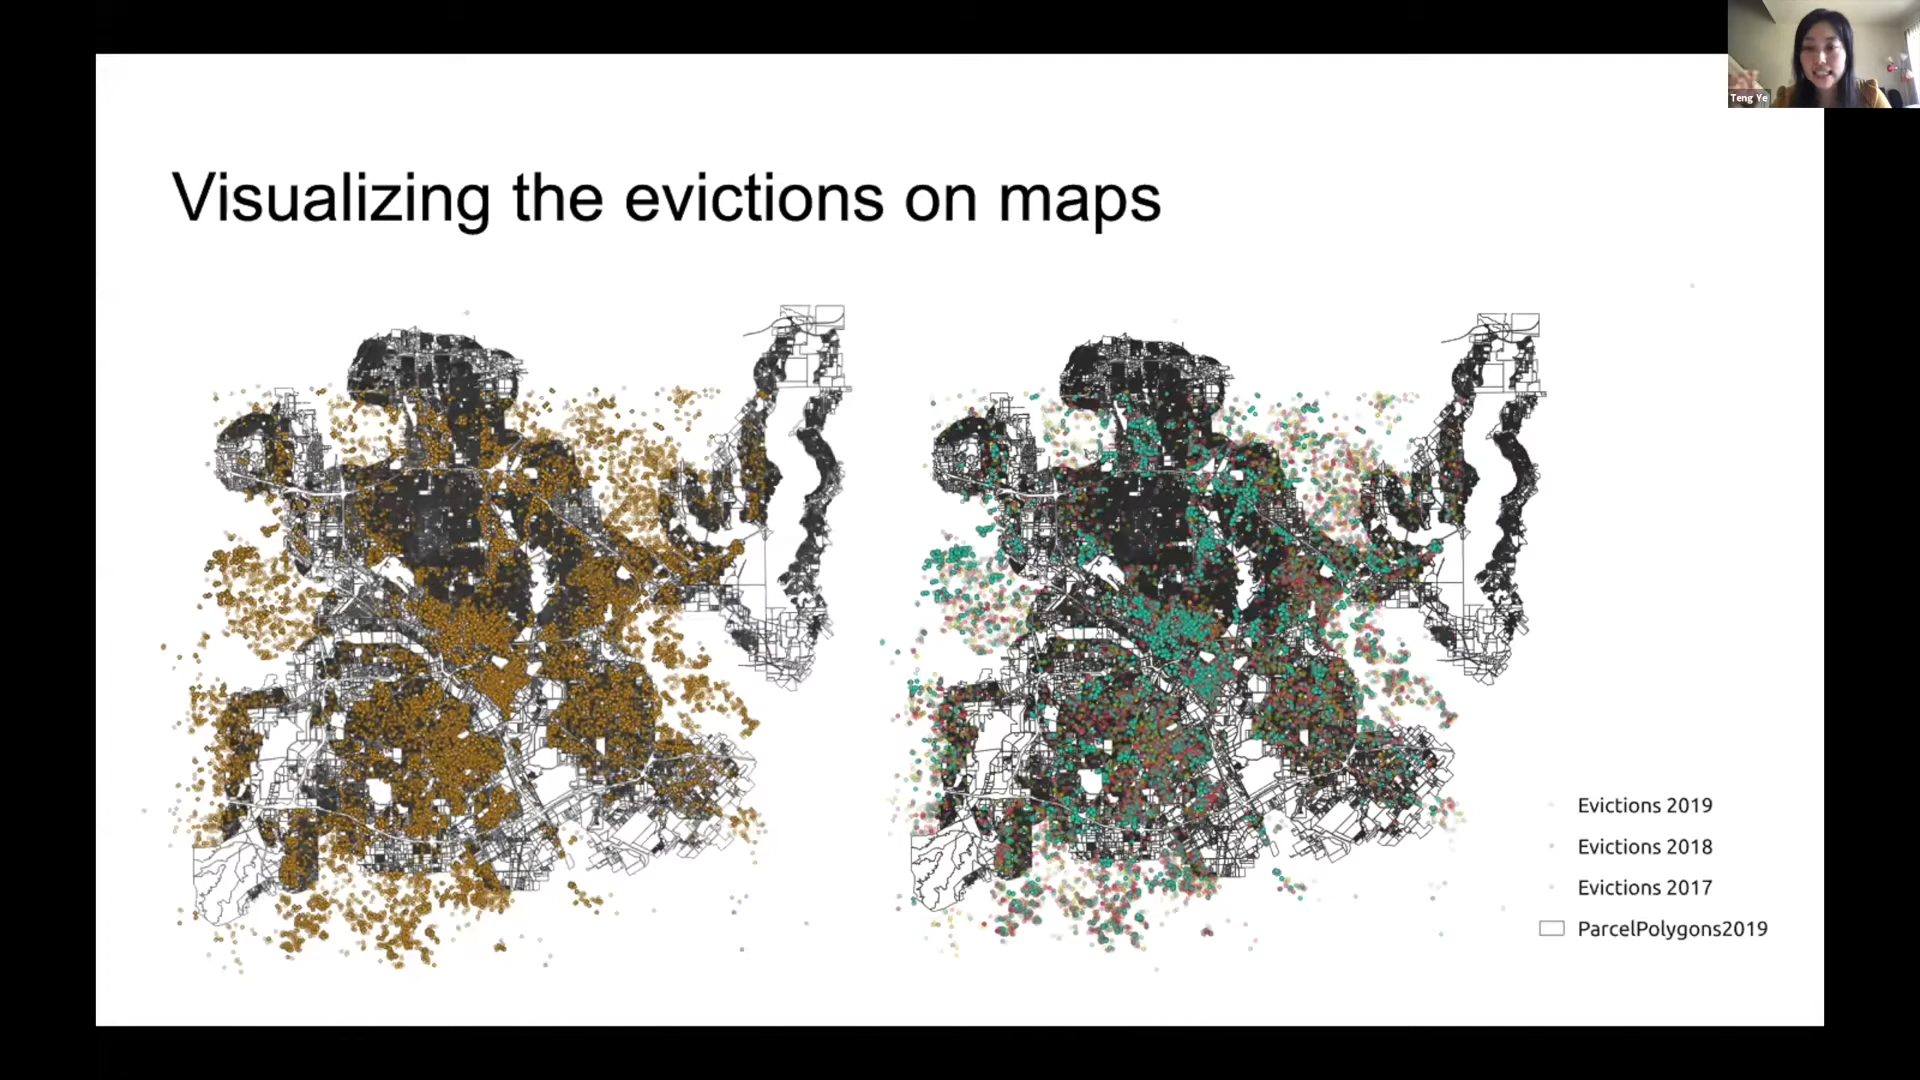 Teng Ye
Visualizing the evictions on maps
Evictions 2019
Evictions 2018
Evictions 2017
ParcelPolygons2019